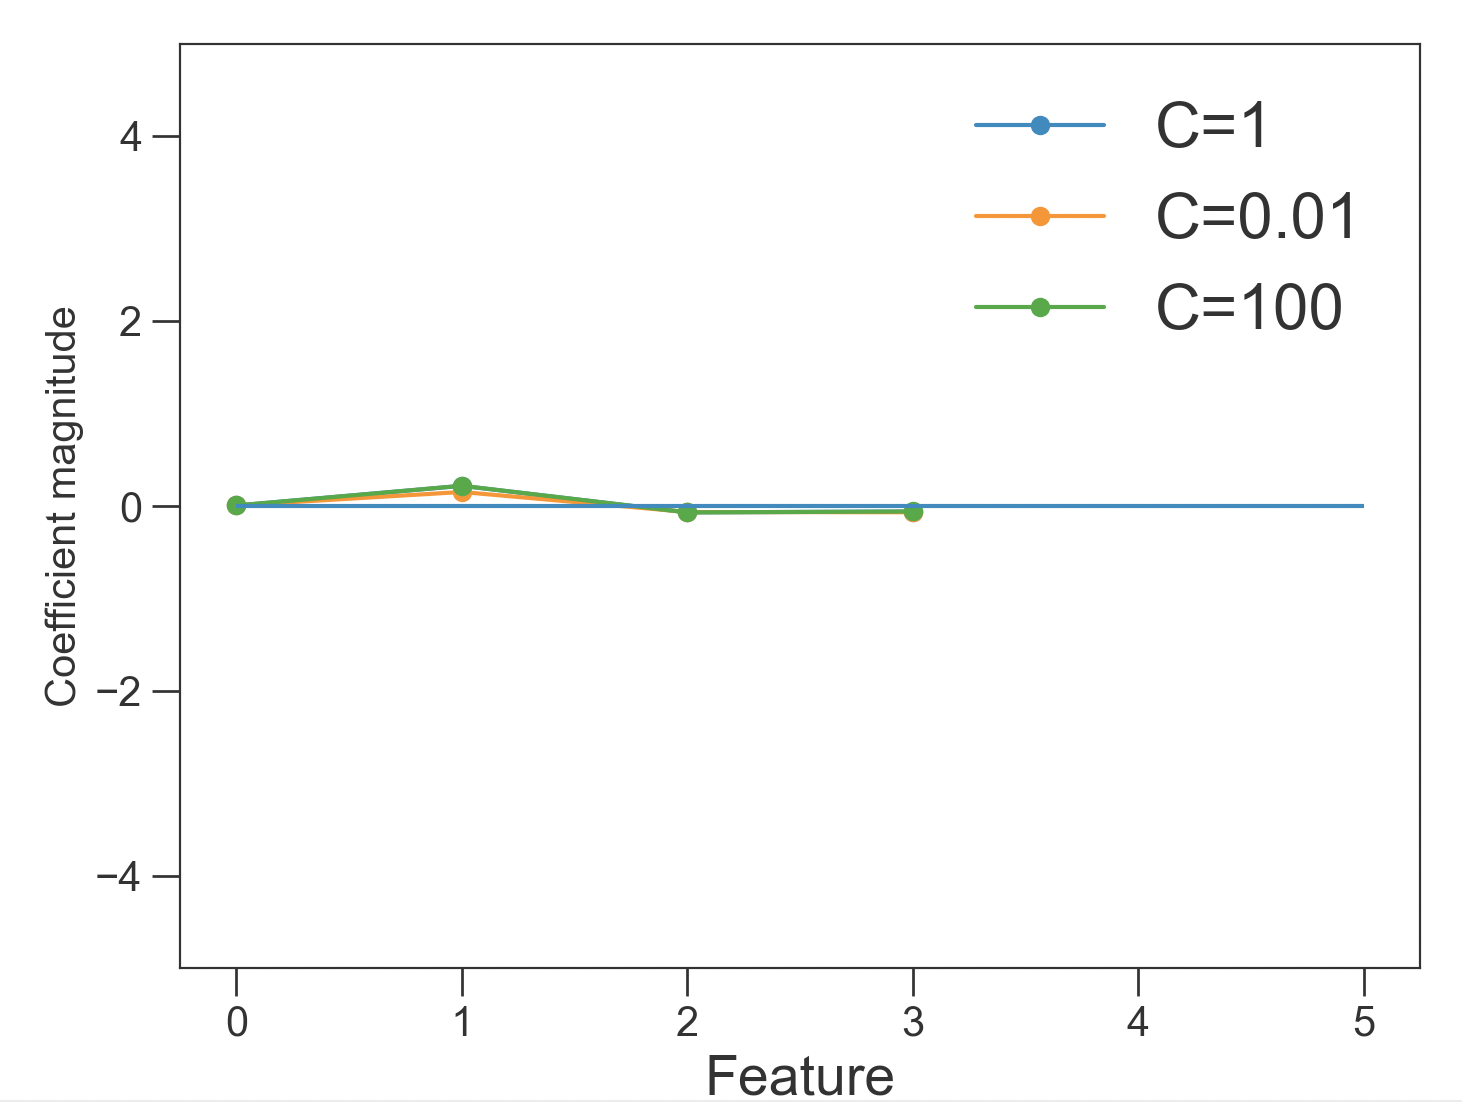 C=1
C=0.01
C=100
4
2
0
−2
−4
Coefficient magnitude
0 1 2 3 4 5
Feature